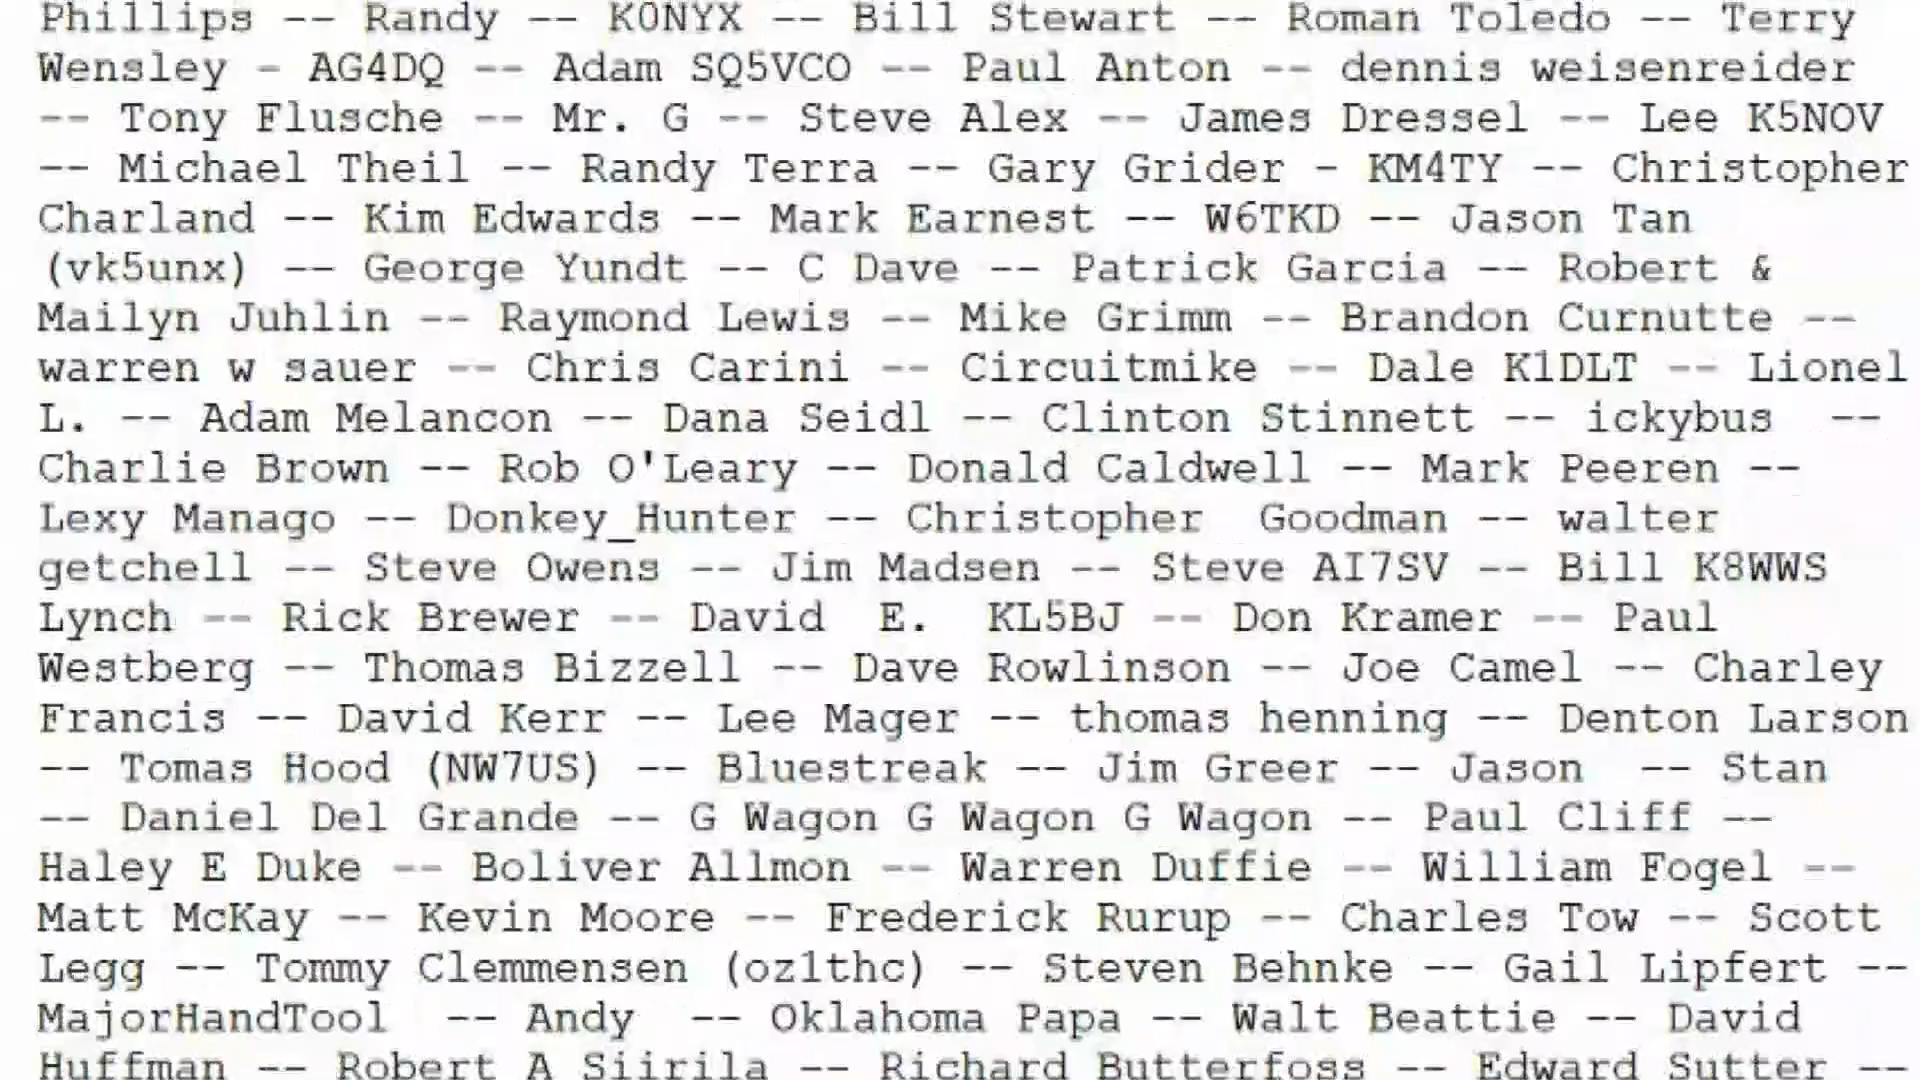 Phillips -- Randy -- K0NYX -- Bill Stewart -- Roman Toledo -- Terry
Wensley - AG4DQ -- Adam SQ5VCO -- Paul Anton -- dennis weisenreider
-- Tony Flusche -- Mr. G -- Steve Alex -- James Dressel -- Lee K5NOV
-- Michael Theil -- Randy Terra -- Gary Grider - KM4TY -- Christopher
Charland -- Kim Edwards -- Mark Earnest -- W6TKD -- Jason Tan
(vk5unx) -- George Yundt -- C Dave -- Patrick Garcia -- Robert &
Mailyn Juhlin -- Raymond Lewis -- Mike Grimm -- Brandon Curnutte --
warren w sauer -- Chris Carini -- Circuitmike -- Dale K1DLT -- Lionel
L. -- Adam Melancon -- Dana Seidl -- Clinton Stinnett -- ickybus  --
Charlie Brown -- Rob O'Leary -- Donald Caldwell -- Mark Peeren --
Lexy Manago -- Donkey_Hunter -- Christopher  Goodman -- walter
getchell -- Steve Owens -- Jim Madsen -- Steve AI7SV -- Bill K8WWS
Lynch -- Rick Brewer -- David  E.  KL5BJ -- Don Kramer -- Paul
Westberg -- Thomas Bizzell -- Dave Rowlinson -- Joe Camel -- Charley
Francis -- David Kerr -- Lee Mager -- thomas henning -- Denton Larson
-- Tomas Hood (NW7US) -- Bluestreak -- Jim Greer -- Jason  -- Stan
-- Daniel Del Grande -- G Wagon G Wagon G Wagon -- Paul Cliff --
Haley E Duke -- Boliver Allmon -- Warren Duffie -- William Fogel --
Matt McKay -- Kevin Moore -- Frederick Rurup -- Charles Tow -- Scott
Legg -- Tommy Clemmensen (oz1thc) -- Steven Behnke -- Gail Lipfert --
MajorHandTool  -- Andy  -- Oklahoma Papa -- Walt Beattie -- David
Huffman -- Robert A Siirila -- Richard Butterfoss -- Edward Sutter --